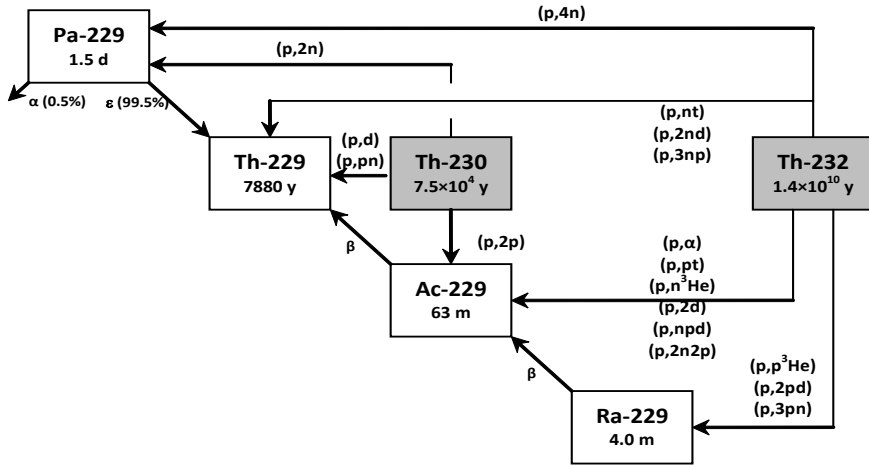 (p,4n)
Pa-229
1.5 d
(p,2n)
α (0.5%)
ε (99.5%)
(p,nt)
(p,2nd)
(p,3np)
(p,d)
(p,pn)
Th-229
7880 y
Th-230
7.5×10⁴ y
Th-232
1.4×10¹⁰ y
(p,2p)
β
(p,α)
(p,pt)
(p,n³He)
(p,2d)
(p,npd)
(p,2n2p)
Ac-229
63 m
β
(p,p³He)
(p,2pd)
(p,3pn)
Ra-229
4.0 m